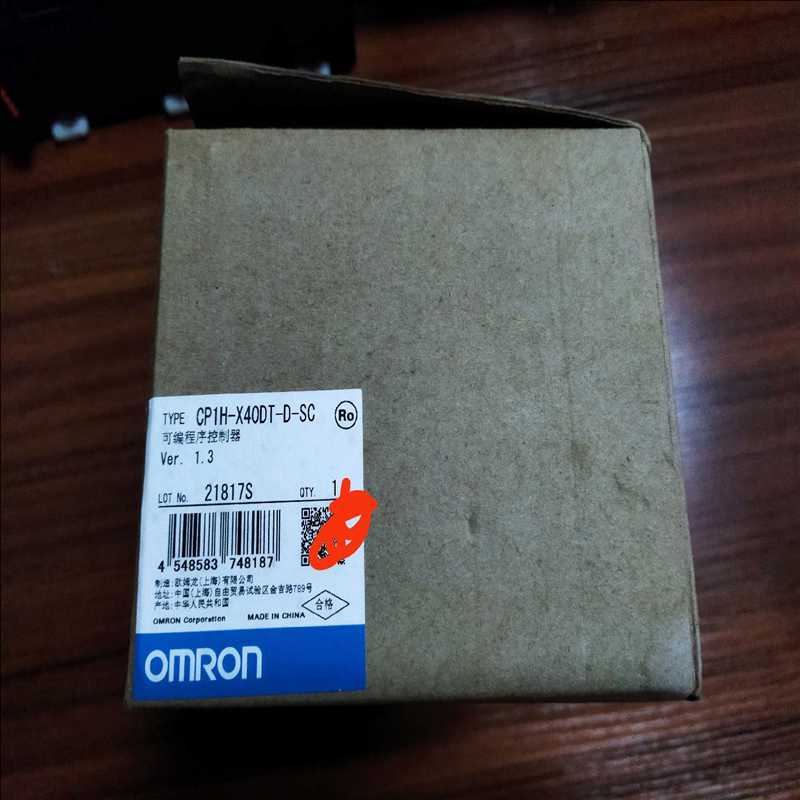 TYPE CP1H-X40DT-D-SC Ro
可编程序控制器
Ver. 1.3
LOT No. 21817S QTY. 1
4 548583 748187
制造:欧姆龙(上海)有限公司
地址:中国(上海)自由贸易试验区金吉路789号
产地:中华人民共和国
合格
OMRON Corporation MADE IN CHINA
OMRON